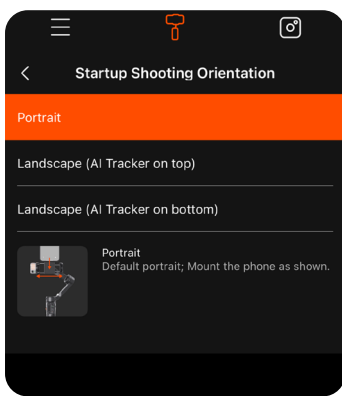 Startup Shooting Orientation
Portrait
Landscape (AI Tracker on top)
Landscape (AI Tracker on bottom)
Portrait
Default portrait; Mount the phone as shown.